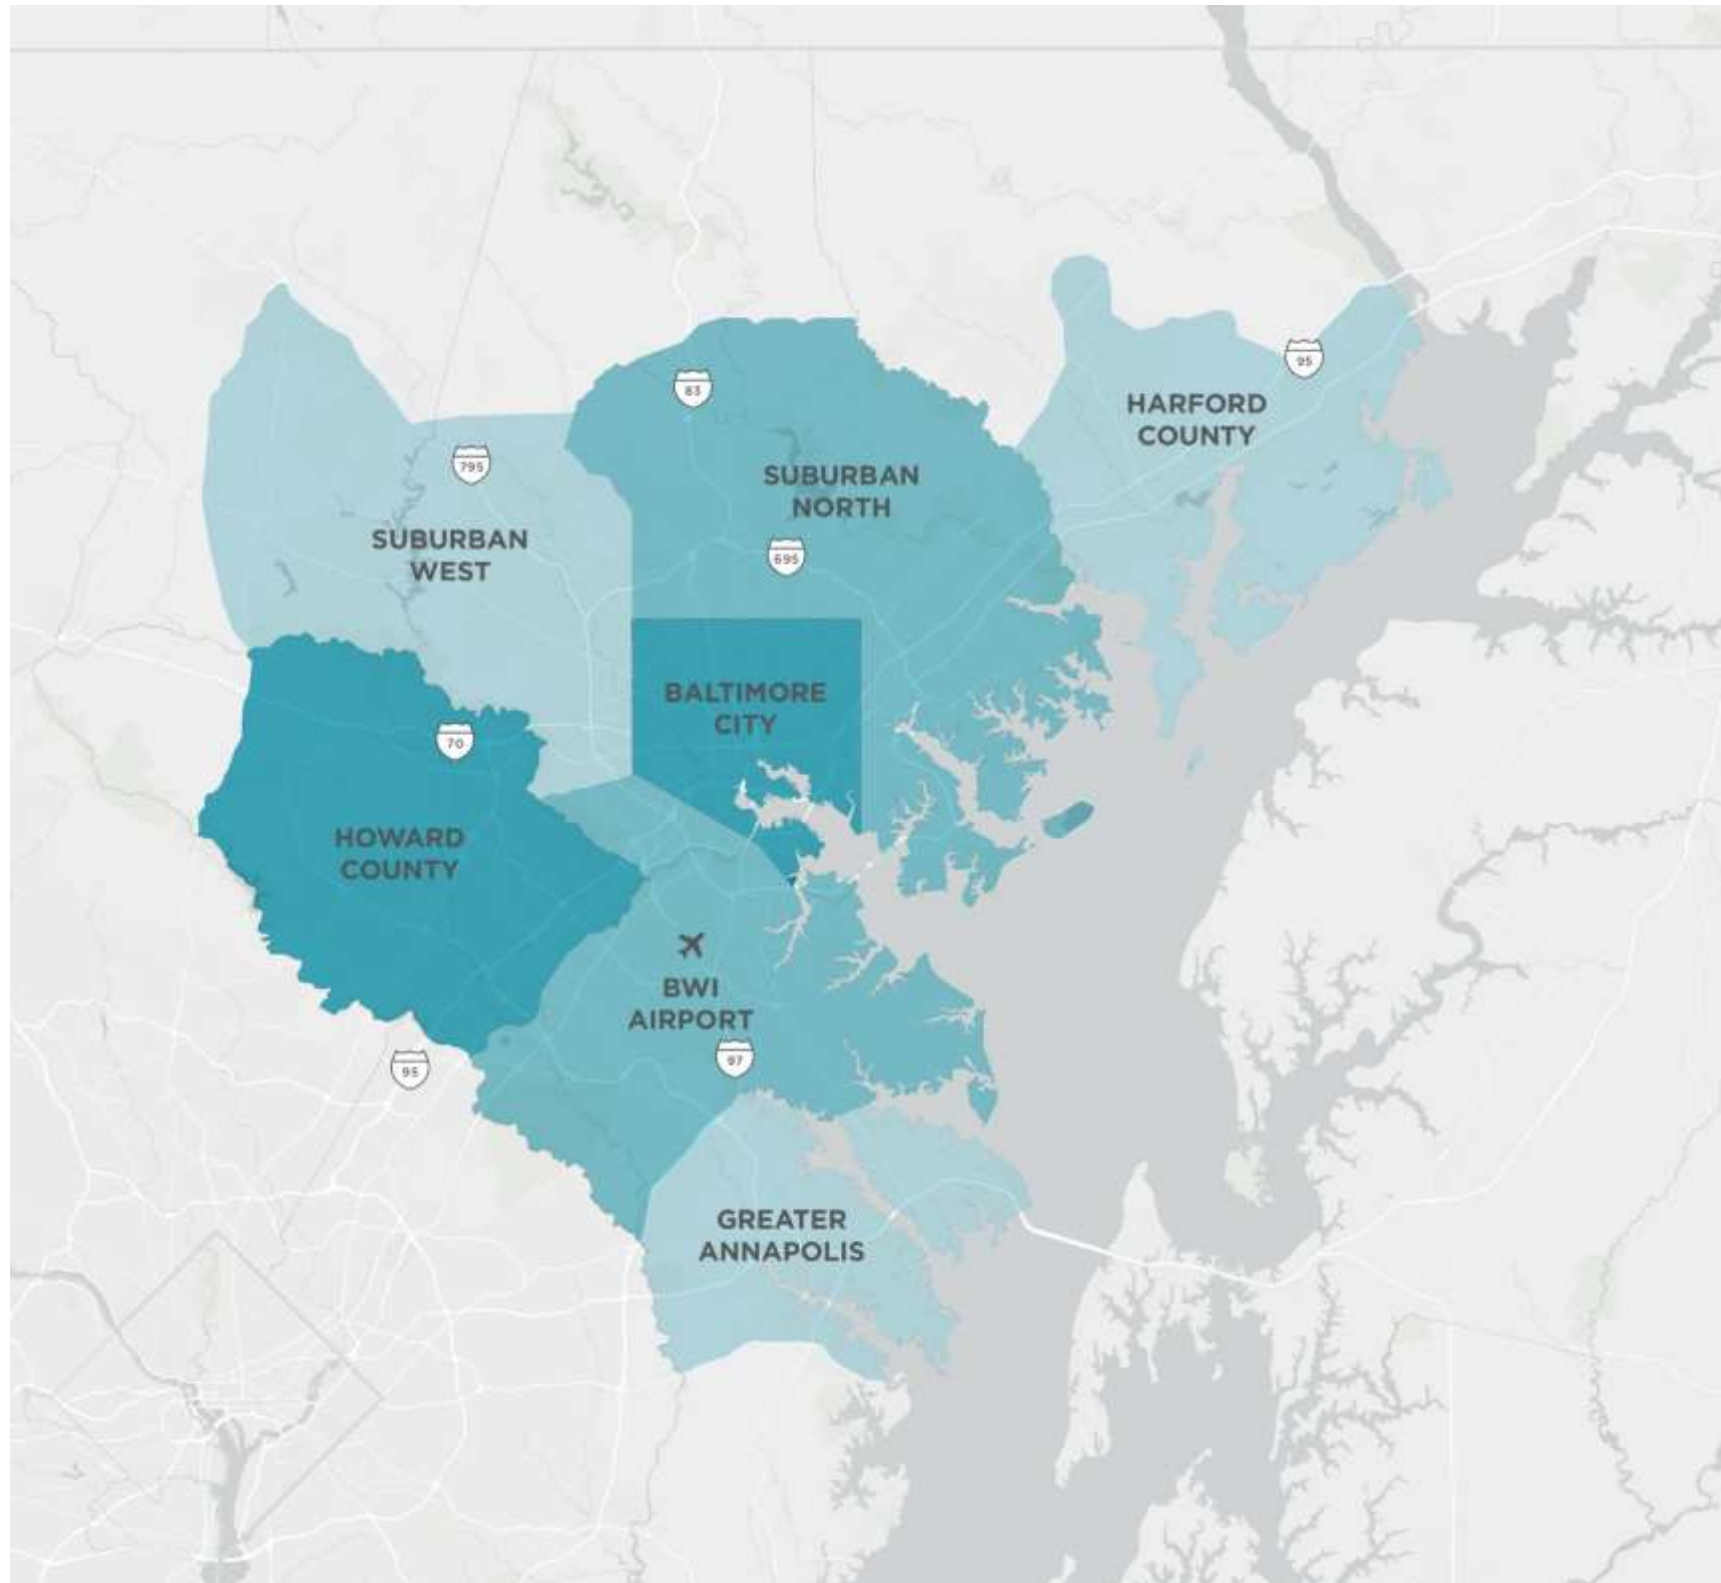 95
HARFORD
COUNTY
83
795
SUBURBAN
NORTH
SUBURBAN
WEST
695
BALTIMORE
CITY
70
HOWARD
COUNTY
BWI
AIRPORT
97
95
GREATER
ANNAPOLIS